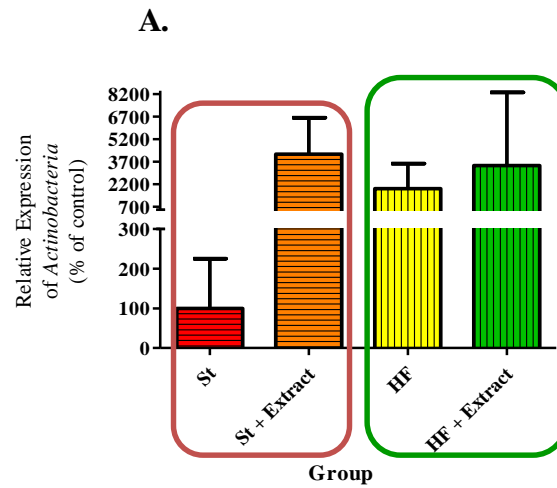 A.
Relative Expression
of Actinobacteria
(% of control)
8200
6700
5200
3700
2200
700
300
200
100
0
St
St + Extract
HF
HF + Extract
Group